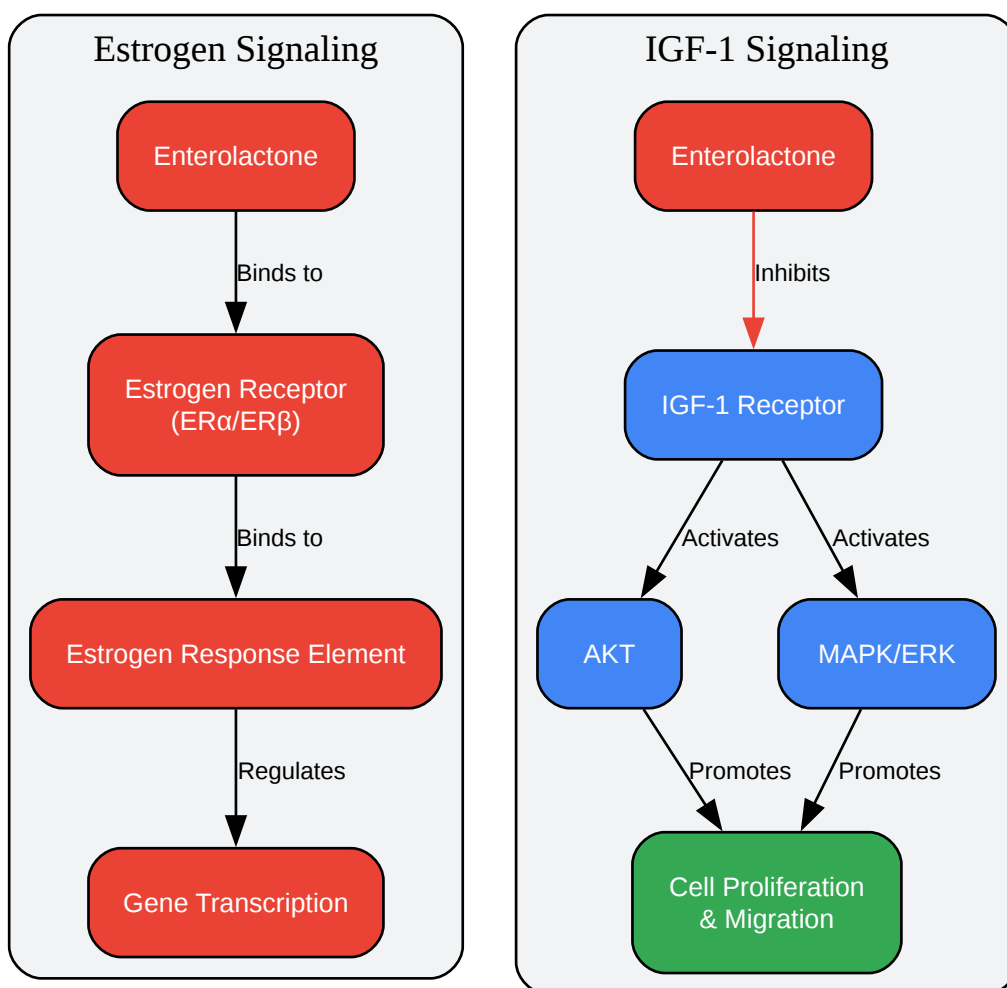 Estrogen Signaling
Enterolactone
Binds to
Estrogen Receptor
(ERα/ERβ)
Binds to
Estrogen Response Element
Regulates
Gene Transcription
IGF-1 Signaling
Enterolactone
Inhibits
IGF-1 Receptor
Activates
Activates
AKT
MAPK/ERK
Promotes
Promotes
Cell Proliferation
& Migration